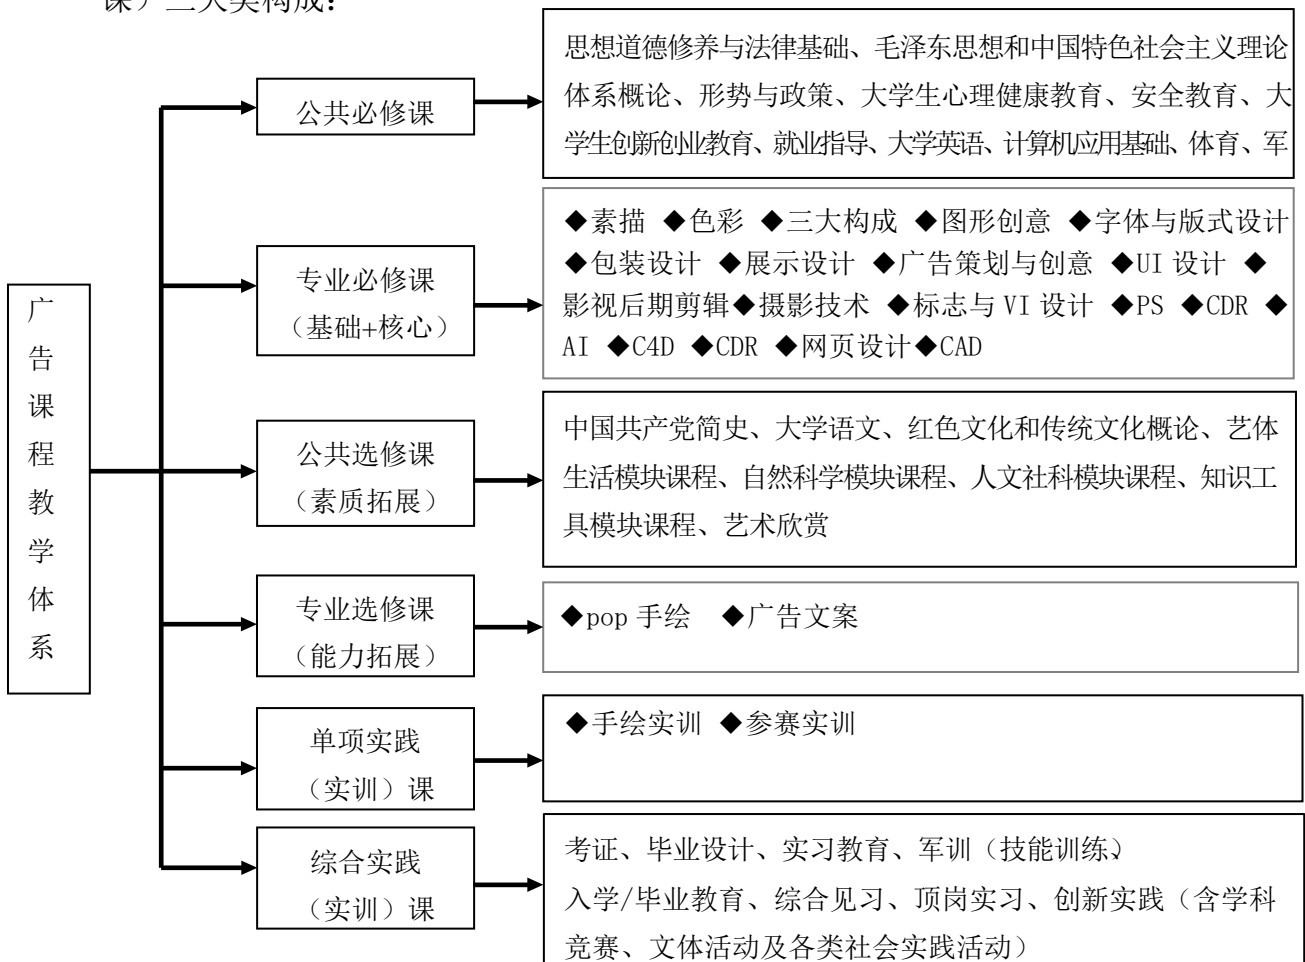 课）三大类构成：
广告课程教学体系
公共必修课
思想道德修养与法律基础、毛泽东思想和中国特色社会主义理论
体系概论、形势与政策、大学生心理健康教育、安全教育、大
学生创新创业教育、就业指导、大学英语、计算机应用基础、体育、军
专业必修课
（基础+核心）
◆素描 ◆色彩 ◆三大构成 ◆图形创意 ◆字体与版式设计
◆包装设计 ◆展示设计 ◆广告策划与创意 ◆UI 设计 ◆
影视后期剪辑◆摄影技术 ◆标志与 VI 设计 ◆PS ◆CDR ◆
AI ◆C4D ◆CDR ◆网页设计◆CAD
公共选修课
（素质拓展）
中国共产党简史、大学语文、红色文化和传统文化概论、艺体
生活模块课程、自然科学模块课程、人文社科模块课程、知识工
具模块课程、艺术欣赏
专业选修课
（能力拓展）
◆pop 手绘 ◆广告文案
单项实践
（实训）课
◆手绘实训 ◆参赛实训
综合实践
（实训）课
考证、毕业设计、实习教育、军训（技能训练、
入学/毕业教育、综合见习、顶岗实习、创新实践（含学科
竞赛、文体活动及各类社会实践活动）